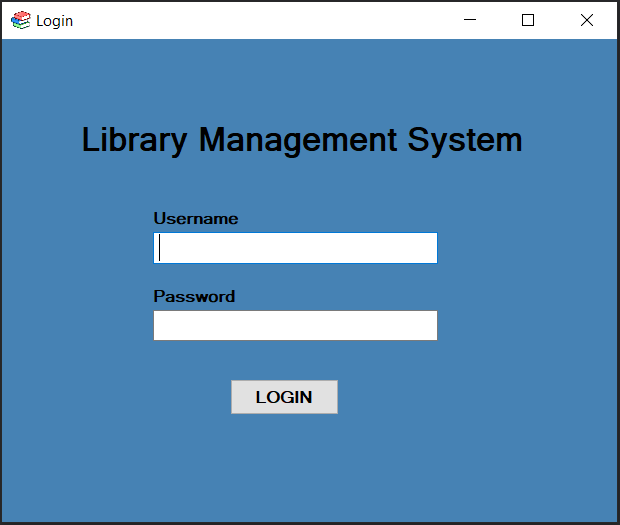 Login
Library Management System
Username
Password
LOGIN